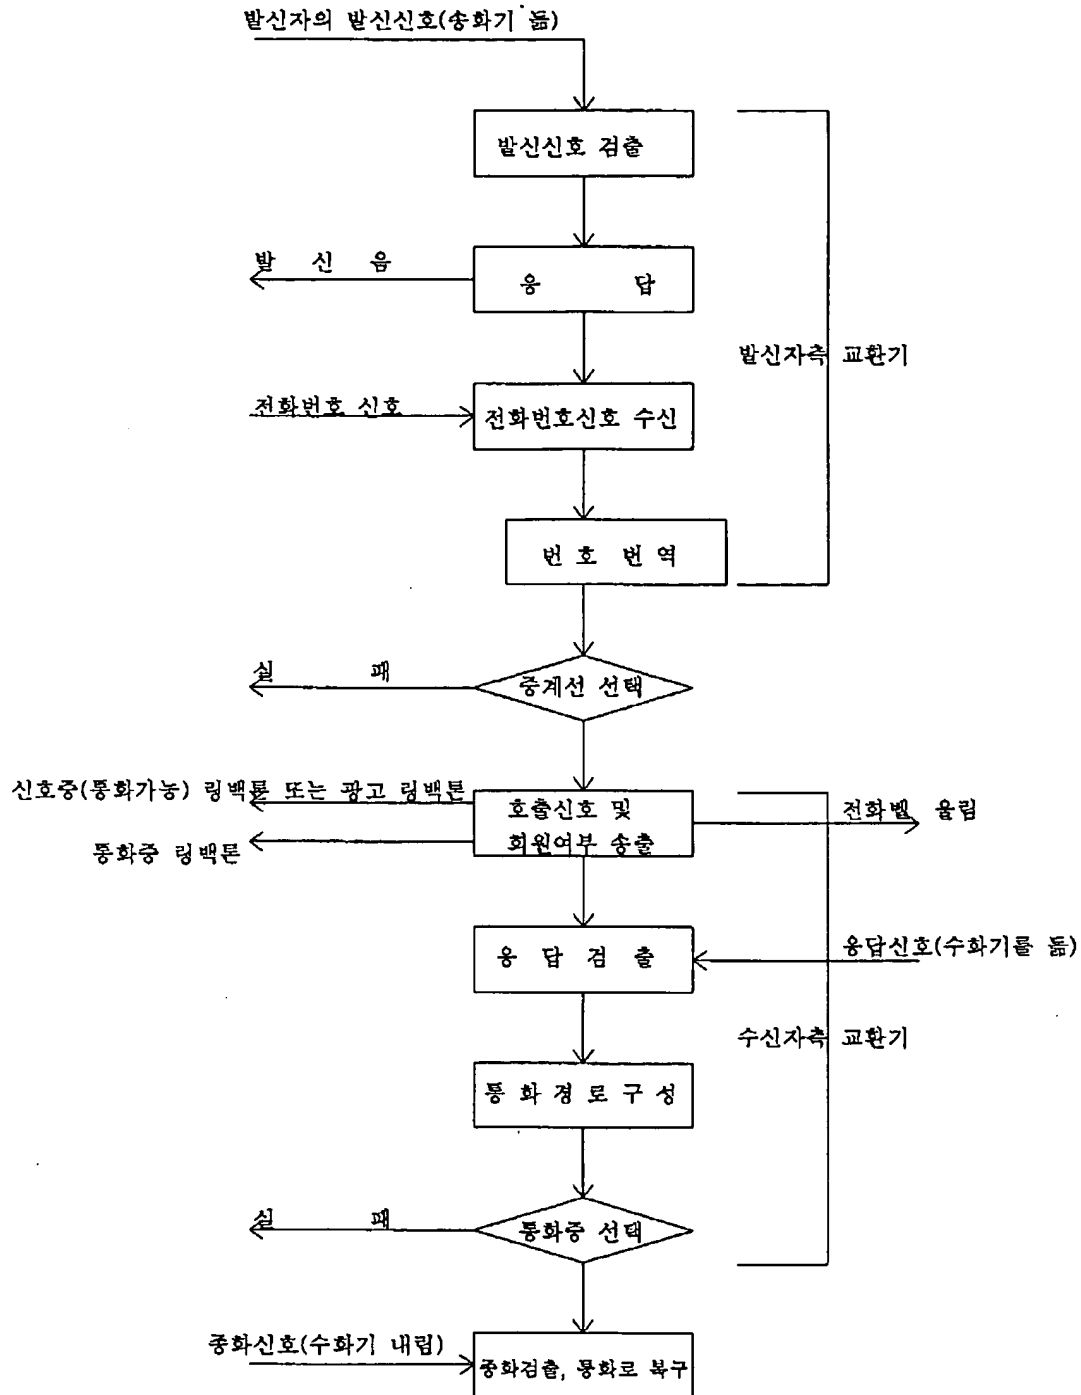 발신자의 발신신호(송화기 듦)
발신신호 검출
발 신 음
응 답
발신자측 교환기
전화번호 신호
전화번호신호 수신
번 호 번 역
실 패
중계선 선택
신호중(통화가능) 링백톤 또는 광고 링백톤
호출신호 및
회원여부 송출
전화벨 울림
통화중 링백톤
응 답 검 출
응답신호(수화기를 듦)
수신자측 교환기
통 화 경 로 구 성
실 패
통화중 선택
종화신호(수화기 내림)
종화검출, 통화로 복구